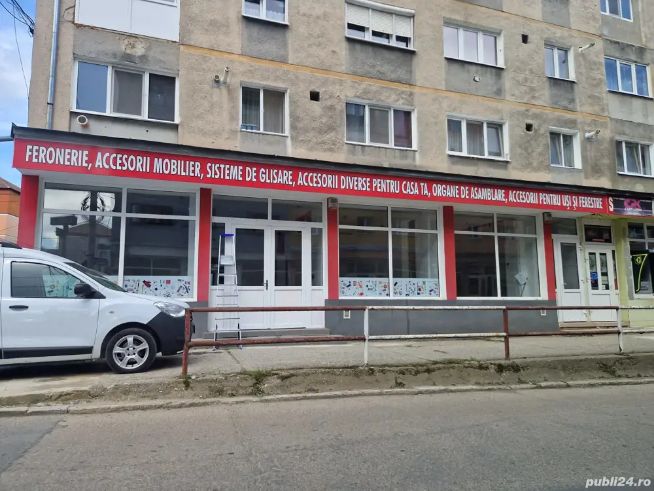 FERONERIE, ACCESORII MOBILIER, SISTEME DE GLISARE, ACCESORII DIVERSE PENTRU CASA TA, ORGANE DE ASAMBLARE, ACCESORII PENTRU UȘI ȘI FERESTRE
publi24.ro